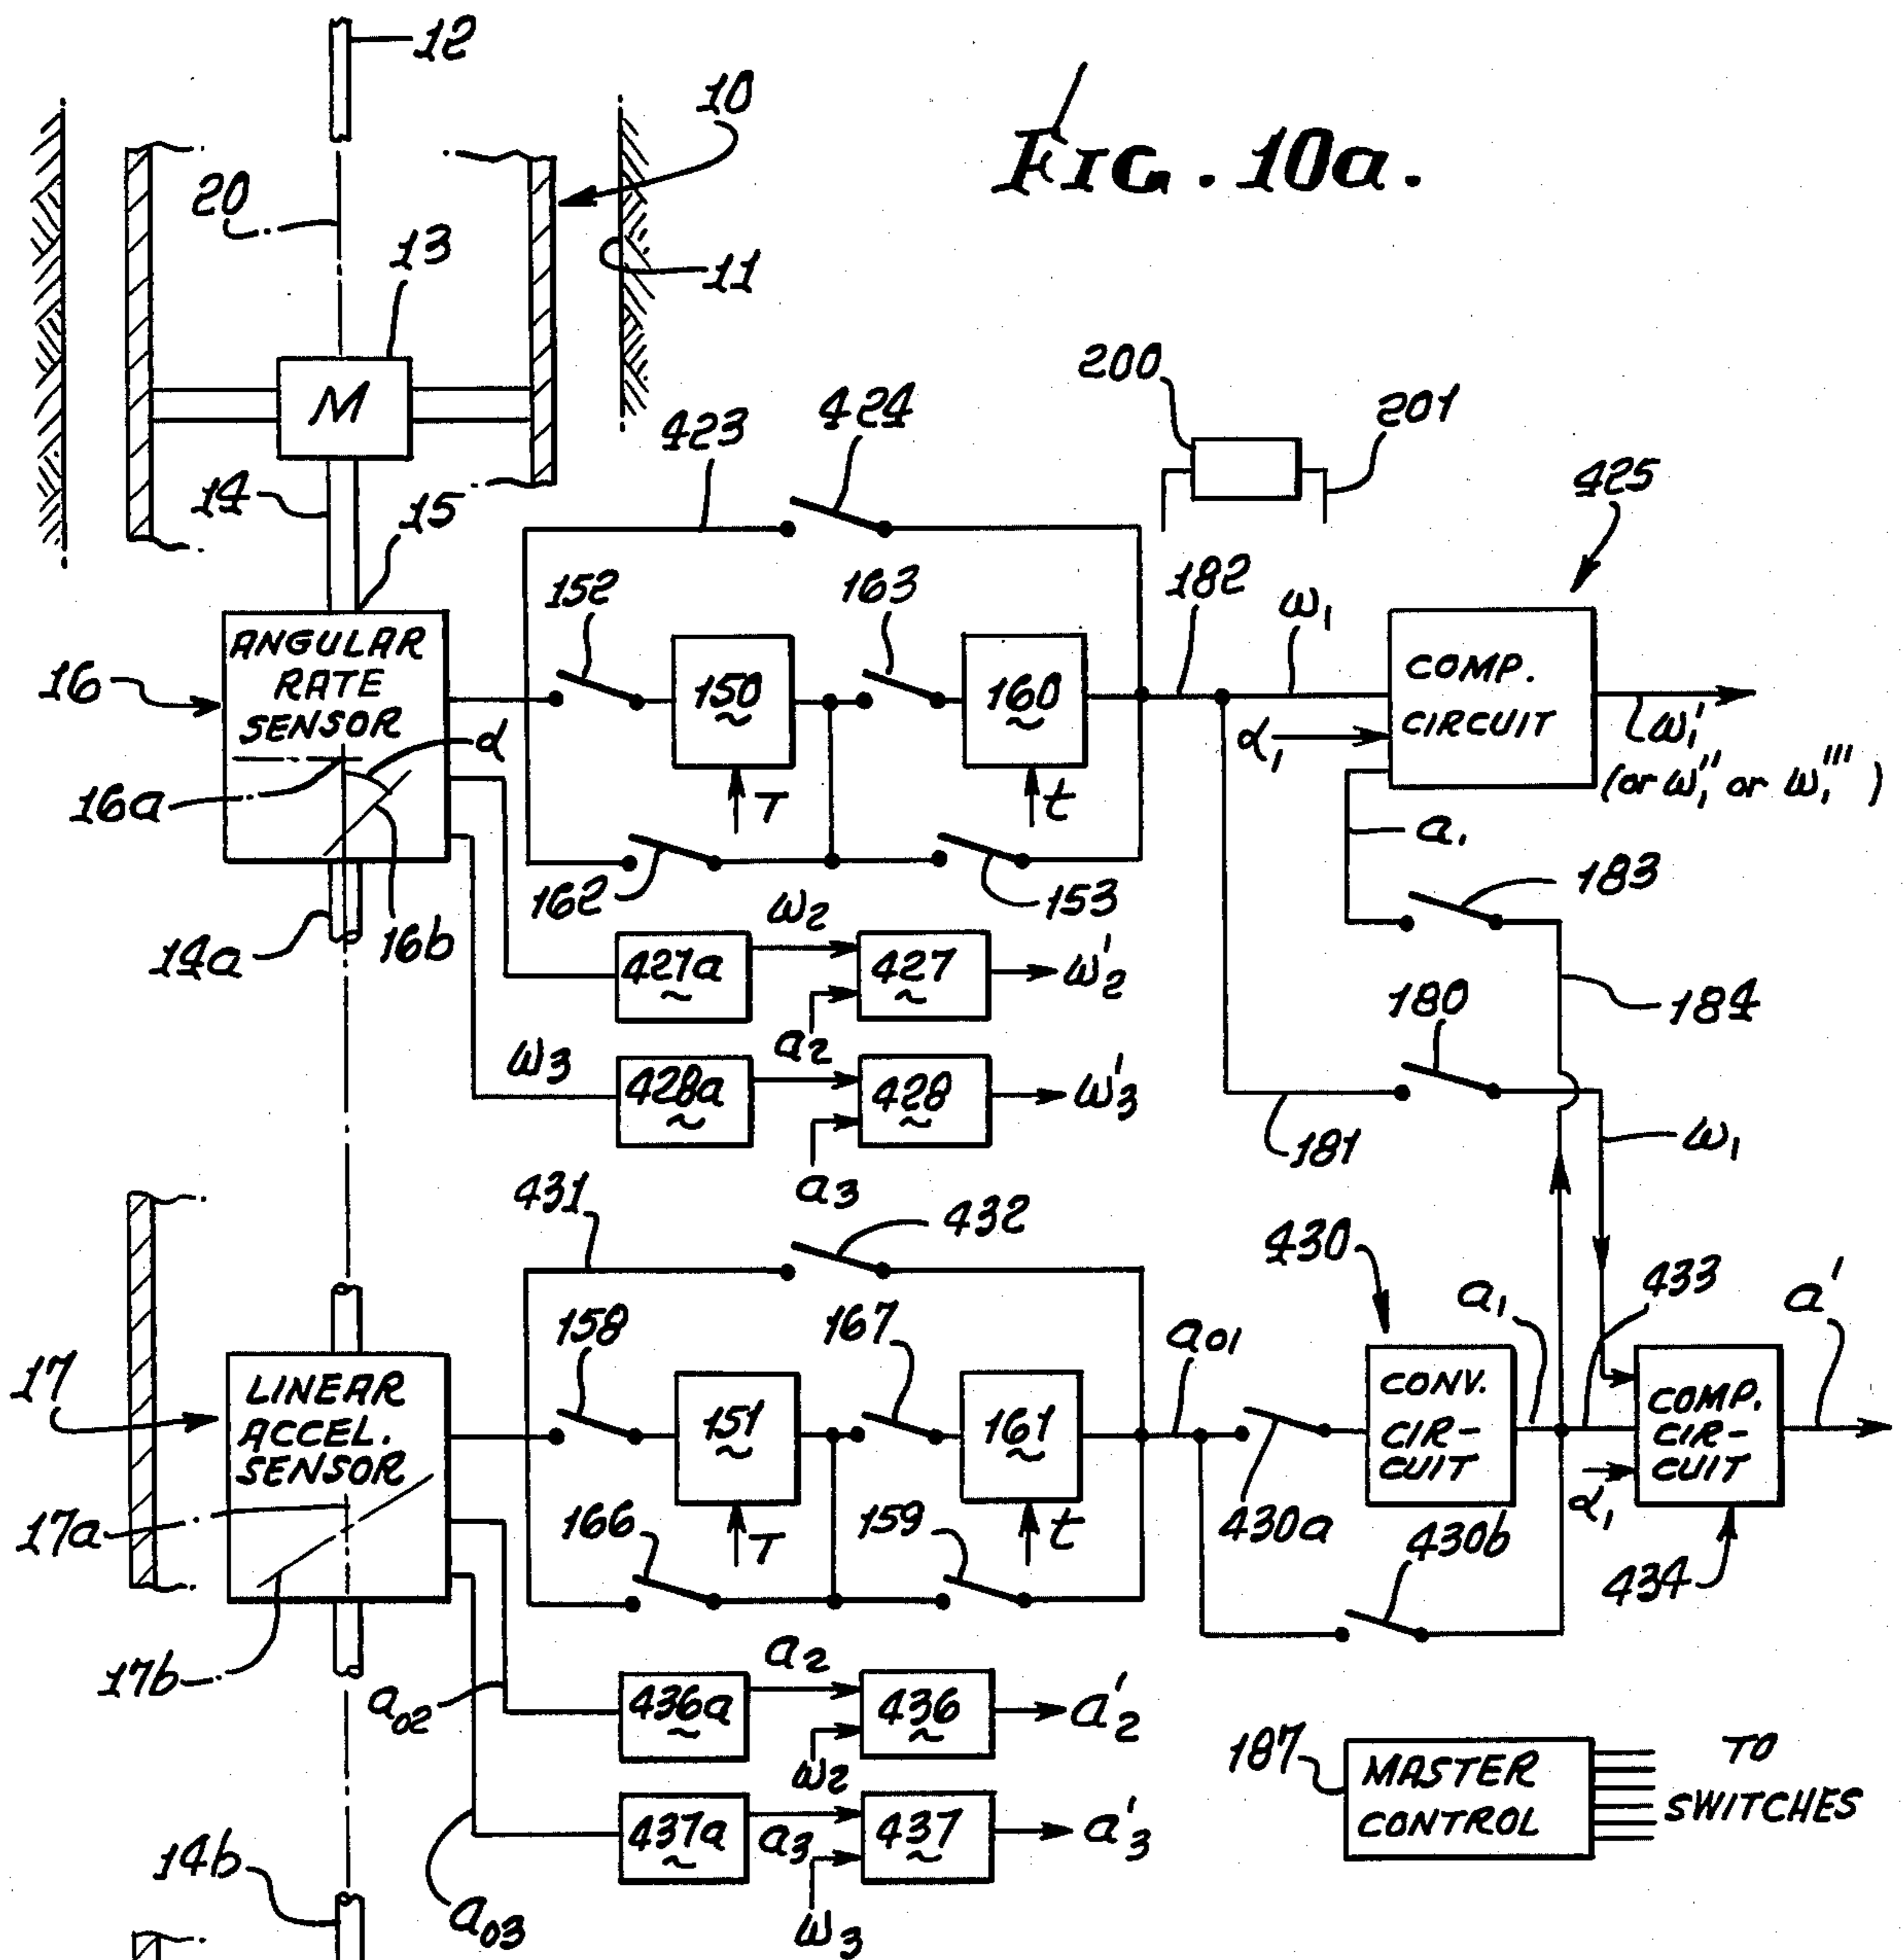 12
10
FIG. 10a.
20
13
11
M
200
201
424
423
425
14
15
152
163
182
ω₁
ANGULAR
RATE
SENSOR
16
α
150
160
COMP.
CIRCUIT
α₁
ω₁'
(or ω₁'' or ω₁''')
16a
T
t
a₁
162
153
183
14a
16b
ω₂
427a
427
ω₂'
180
184
a₂
ω₃
428a
428
ω₃'
181
ω₁
a₃
431
432
430
433
a₁
a'
158
167
a₀₁
17
LINEAR
ACCEL.
SENSOR
151
161
CONV.
CIR-
CUIT
COMP.
CIR-
CUIT
α₁
17a
166
T
159
t
430a
430b
434
17b
a₀₂
a₂
436a
436
a₂'
ω₂
187
MASTER
CONTROL
TO
SWITCHES
437a
a₃
437
a₃'
14b
a₀₃
ω₃